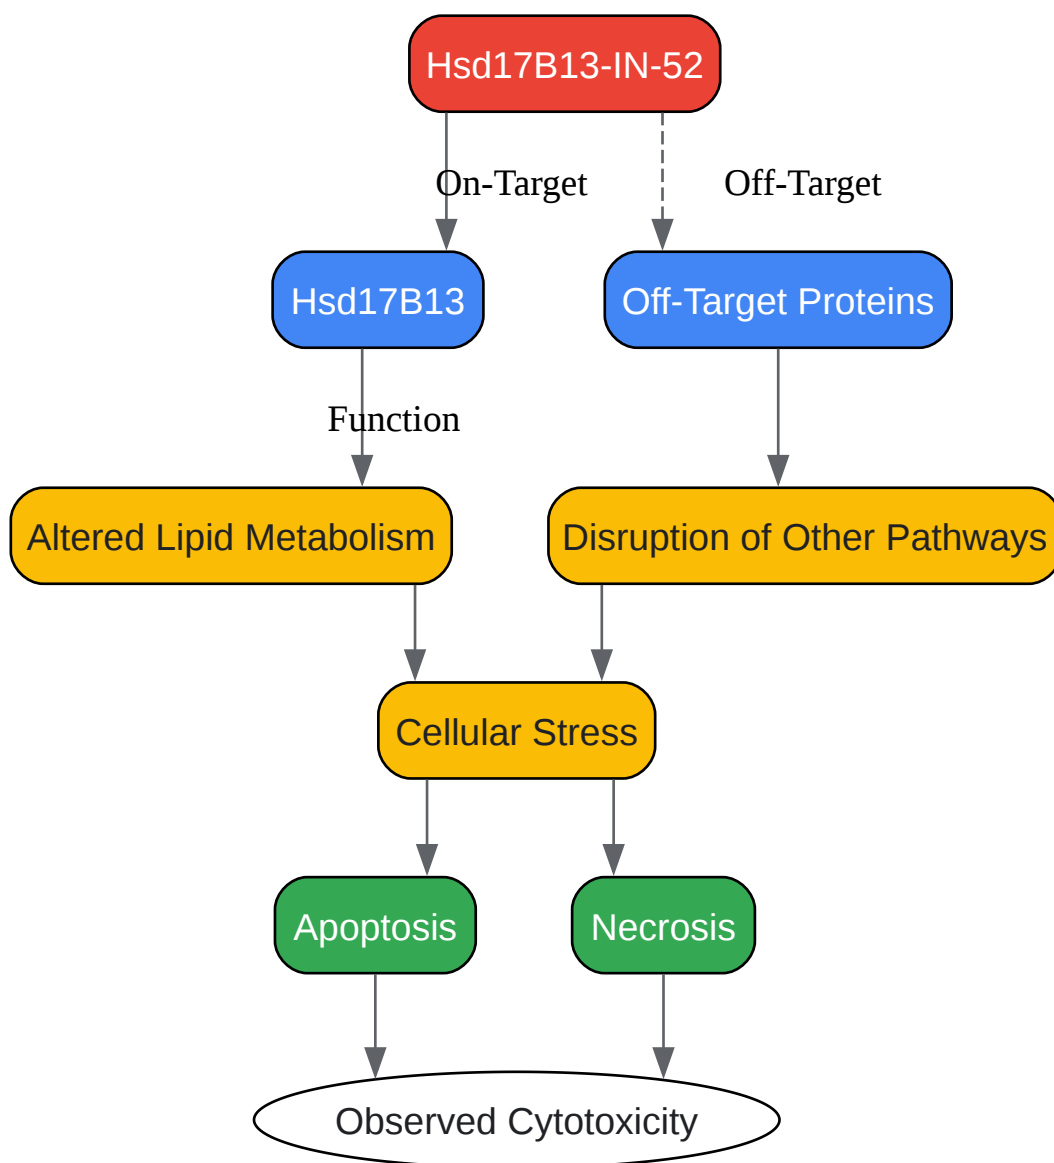 Hsd17B13-IN-52
On-Target
Off-Target
Hsd17B13
Off-Target Proteins
Function
Altered Lipid Metabolism
Disruption of Other Pathways
Cellular Stress
Apoptosis
Necrosis
Observed Cytotoxicity